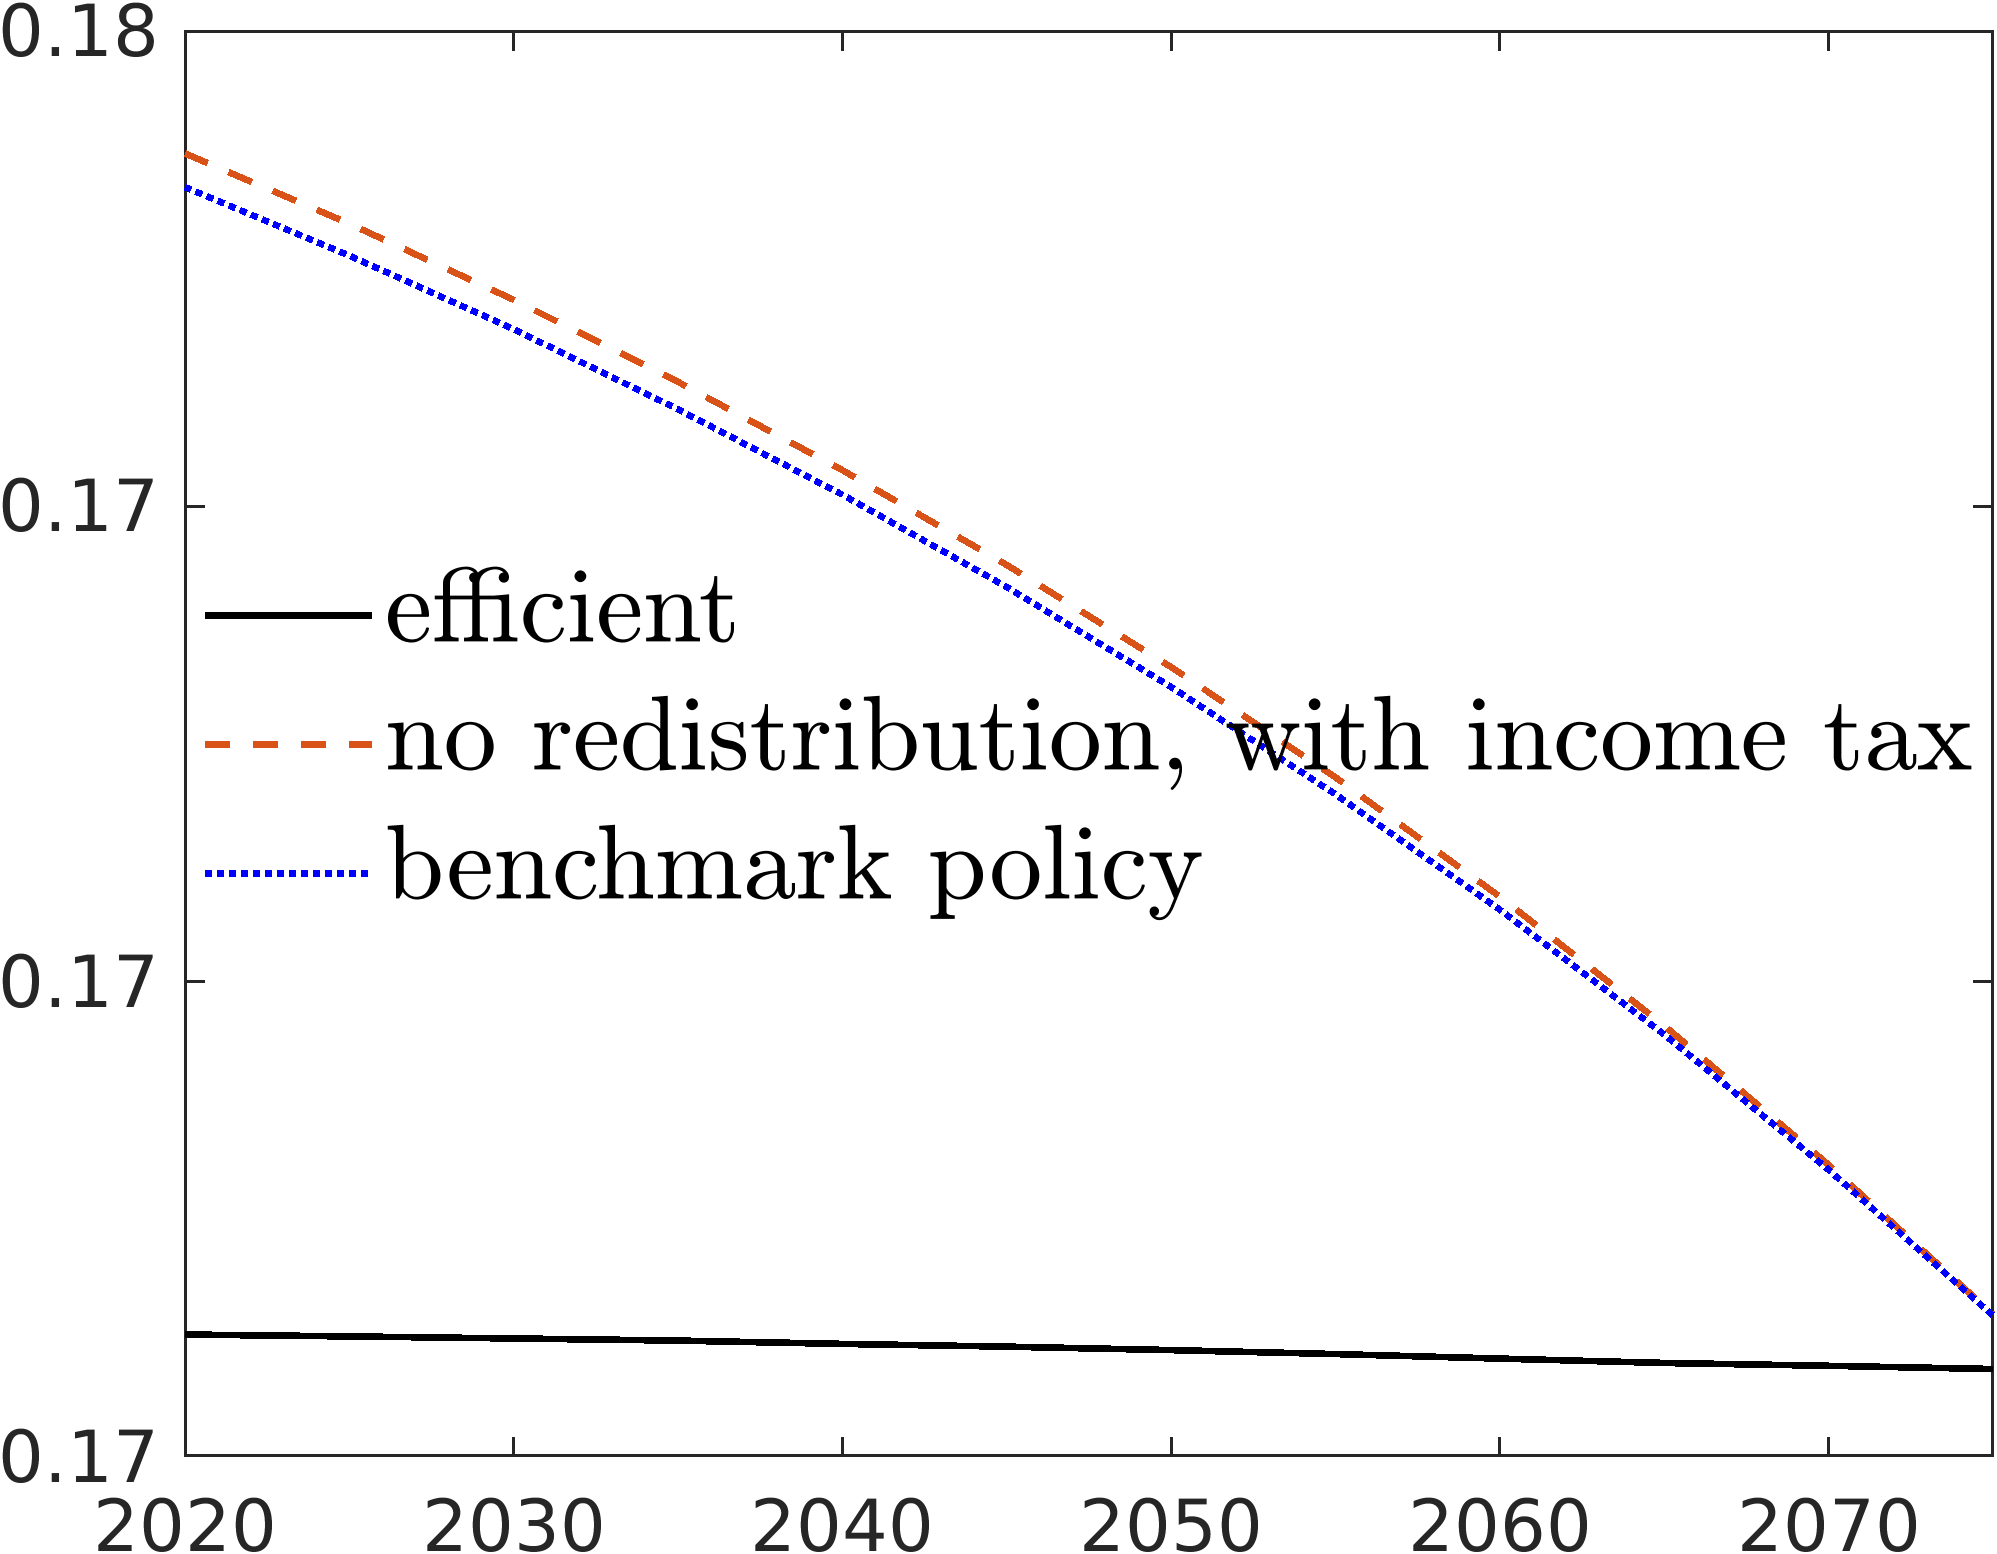 0.18
0.17
efficient
no redistribution, with income tax
benchmark policy
0.17
0.17
2020 2030 2040 2050 2060 2070